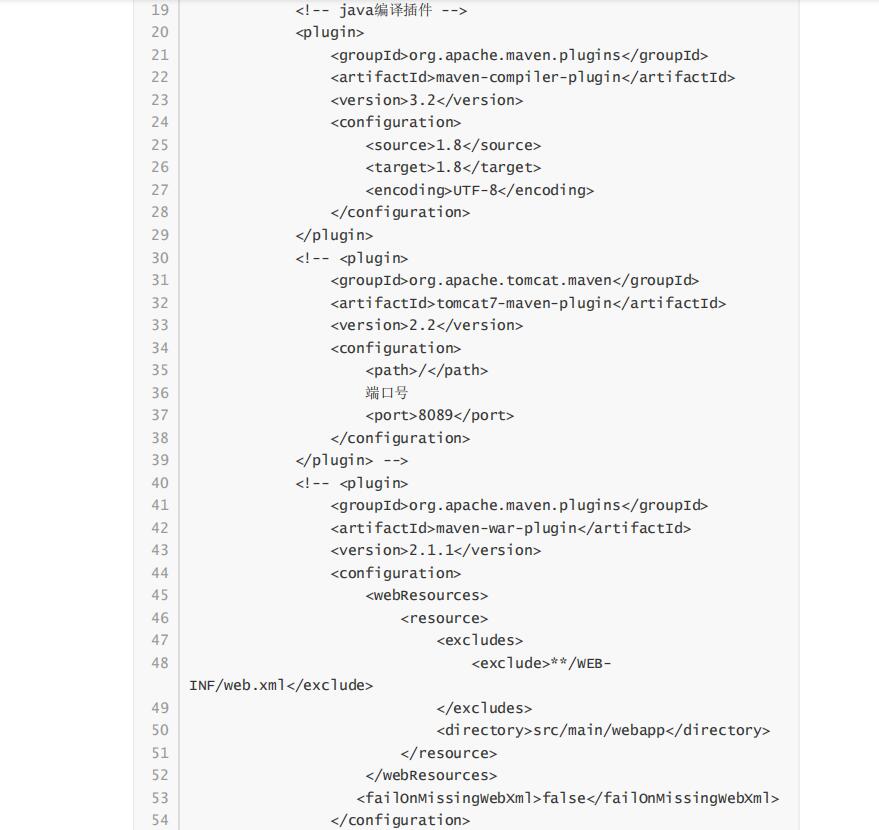 19 <!-- java编译插件 -->
20 <plugin>
21 <groupId>org.apache.maven.plugins</groupId>
22 <artifactId>maven-compiler-plugin</artifactId>
23 <version>3.2</version>
24 <configuration>
25 <source>1.8</source>
26 <target>1.8</target>
27 <encoding>UTF-8</encoding>
28 </configuration>
29 </plugin>
30 <!-- <plugin>
31 <groupId>org.apache.tomcat.maven</groupId>
32 <artifactId>tomcat7-maven-plugin</artifactId>
33 <version>2.2</version>
34 <configuration>
35 <path>/</path>
36 端口号
37 <port>8089</port>
38 </configuration>
39 </plugin> -->
40 <!-- <plugin>
41 <groupId>org.apache.maven.plugins</groupId>
42 <artifactId>maven-war-plugin</artifactId>
43 <version>2.1.1</version>
44 <configuration>
45 <webResources>
46 <resource>
47 <excludes>
48 <exclude>**/WEB-
INF/web.xml</exclude>
49 </excludes>
50 <directory>src/main/webapp</directory>
51 </resource>
52 </webResources>
53 <failOnMissingWebXml>false</failOnMissingWebXml>
54 </configuration>